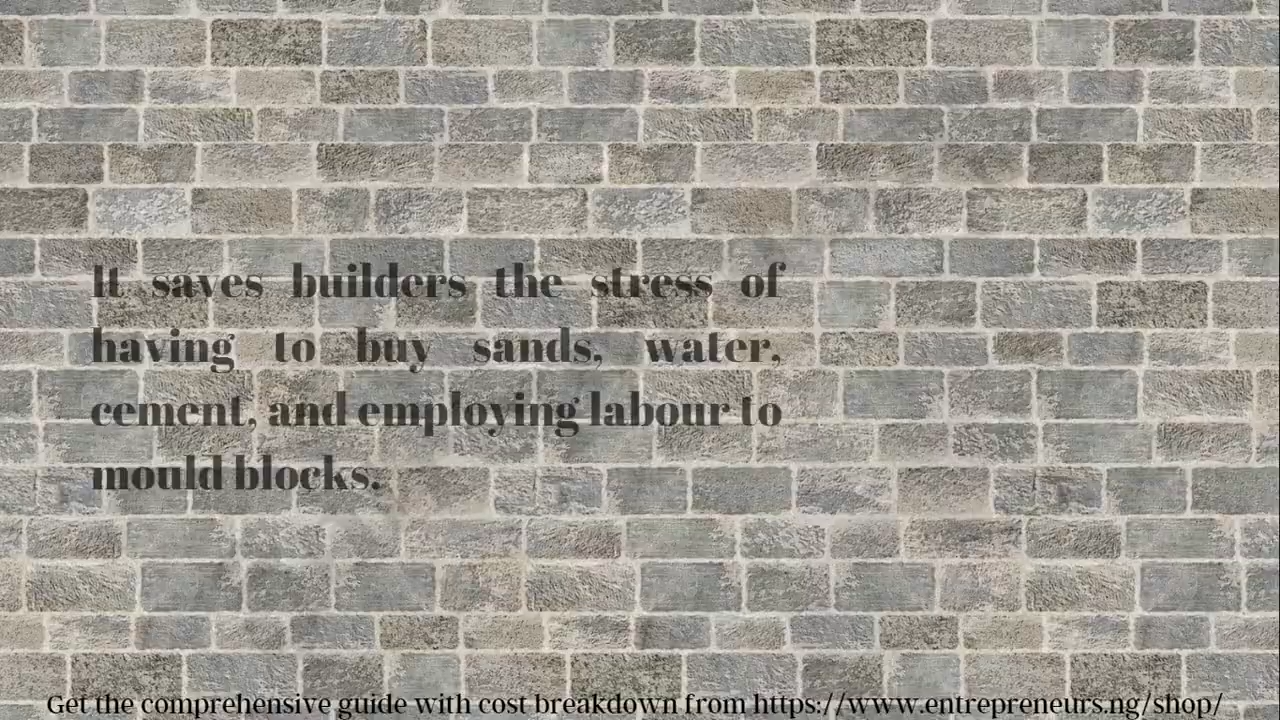 It saves builders the stress of
having to buy sands, water,
cement, and employing labour to
mould blocks.
Get the comprehensive guide with cost breakdown from https://www.entrepreneurs.ng/shop/